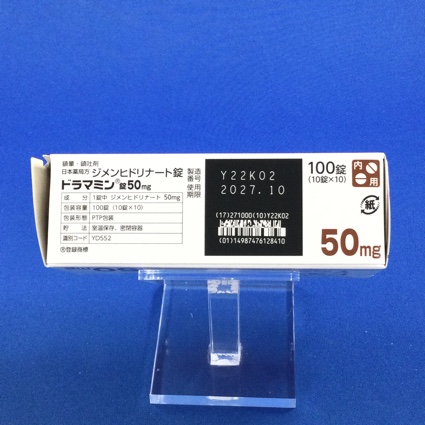 鎮暈・鎮吐剤
日本薬局方 ジメンヒドリナート錠
ドラマミン®錠50mg
成 分 1錠中 ジメンヒドリナート 50mg
包装容量 100錠 (10錠×10)
包装形態 PTP包装
貯 法 室温保存、密閉容器
識別コード YD552
®登録商標
製造番号
使用期限
Y22K02
2027.10
(17)271000(10)Y22K02
(01)14987476128410
100錠
(10錠×10)
内用
紙
50mg